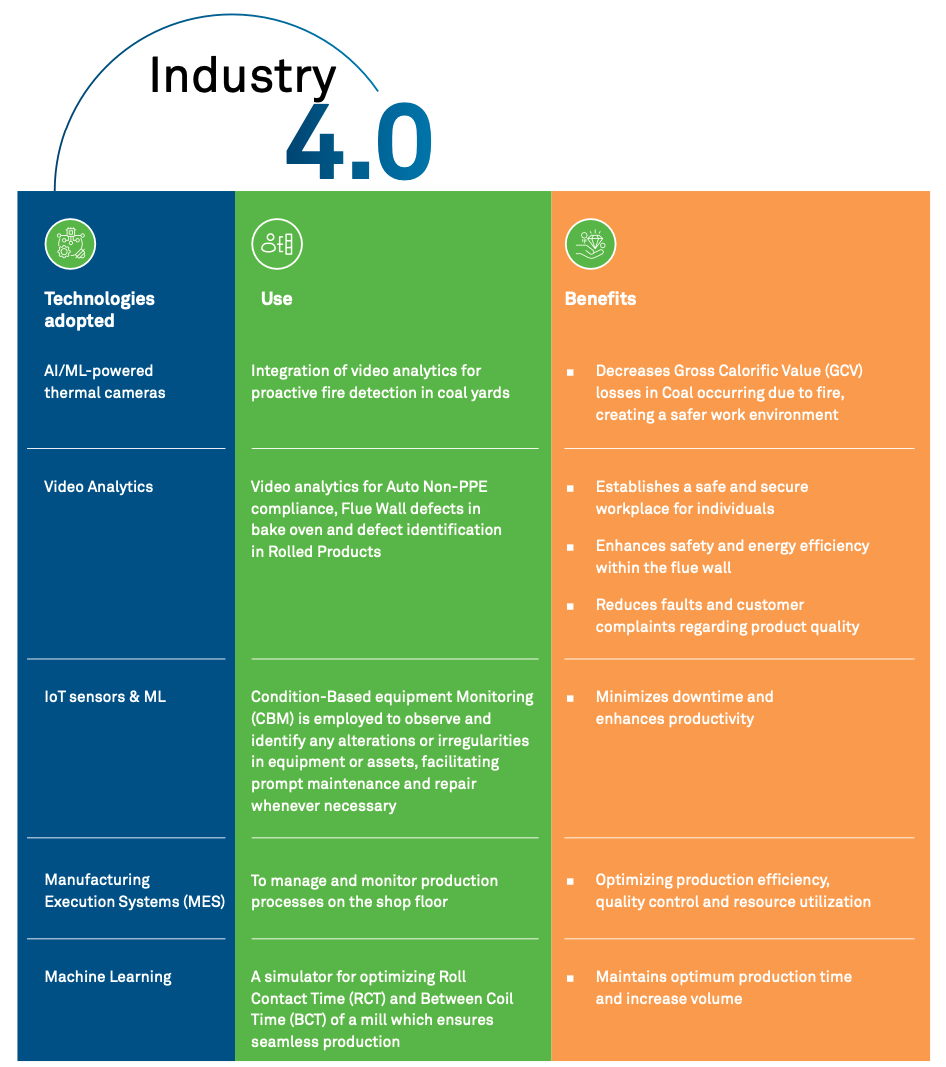 Industry
4.0
Technologies
adopted
Use
Benefits
AI/ML-powered
thermal cameras
Integration of video analytics for
proactive fire detection in coal yards
▪ Decreases Gross Calorific Value (GCV)
losses in Coal occurring due to fire,
creating a safer work environment
Video Analytics
Video analytics for Auto Non-PPE
compliance, Flue Wall defects in
bake oven and defect identification
in Rolled Products
▪ Establishes a safe and secure
workplace for individuals
▪ Enhances safety and energy efficiency
within the flue wall
▪ Reduces faults and customer
complaints regarding product quality
IoT sensors & ML
Condition-Based equipment Monitoring
(CBM) is employed to observe and
identify any alterations or irregularities
in equipment or assets, facilitating
prompt maintenance and repair
whenever necessary
▪ Minimizes downtime and
enhances productivity
Manufacturing
Execution Systems (MES)
To manage and monitor production
processes on the shop floor
▪ Optimizing production efficiency,
quality control and resource utilization
Machine Learning
A simulator for optimizing Roll
Contact Time (RCT) and Between Coil
Time (BCT) of a mill which ensures
seamless production
▪ Maintains optimum production time
and increase volume